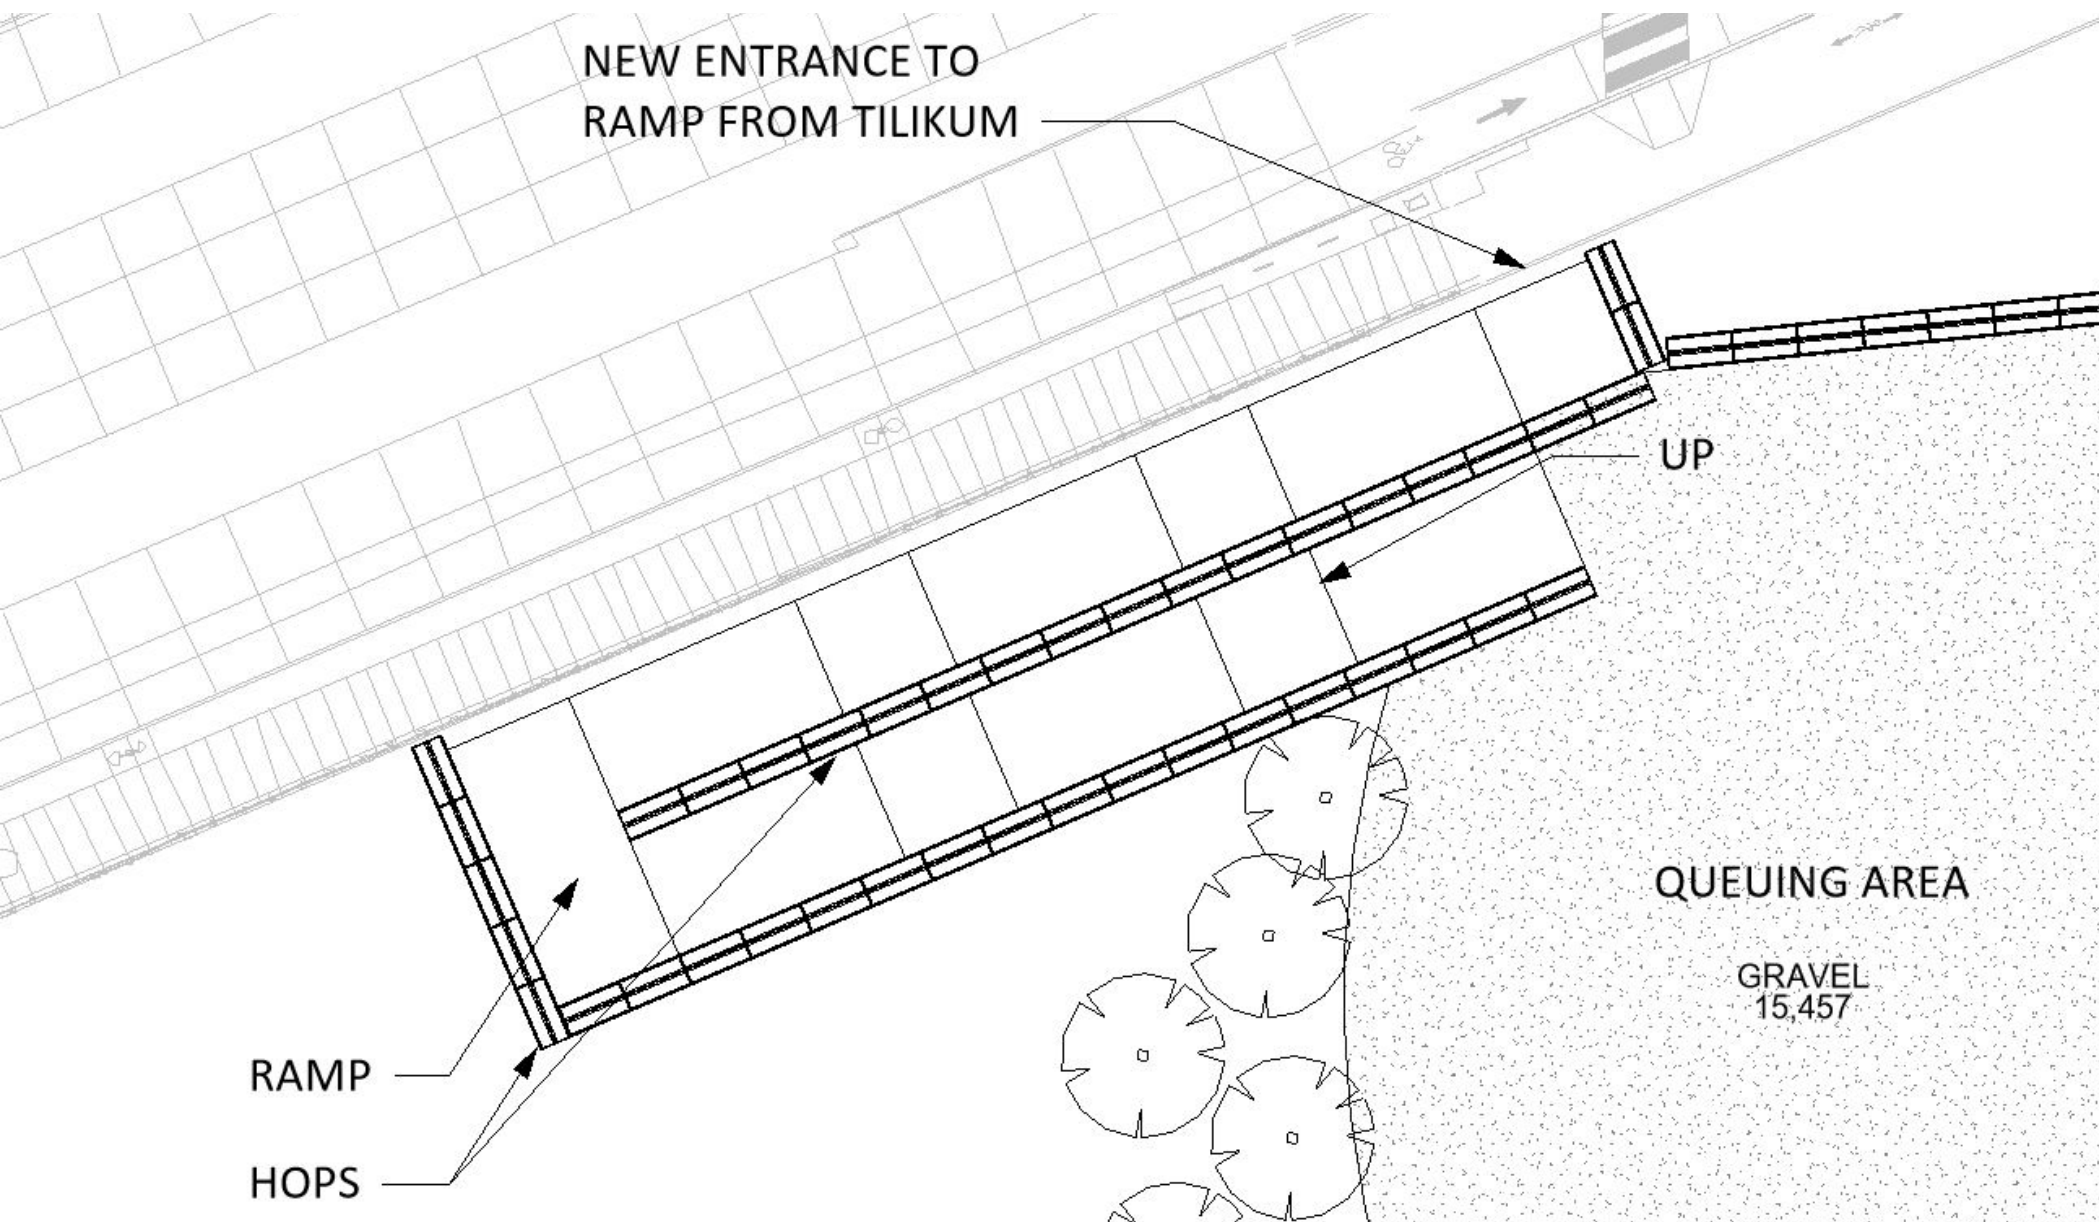 NEW ENTRANCE TO
RAMP FROM TILIKUM
UP
QUEUING AREA
GRAVEL
15,457
RAMP
HOPS